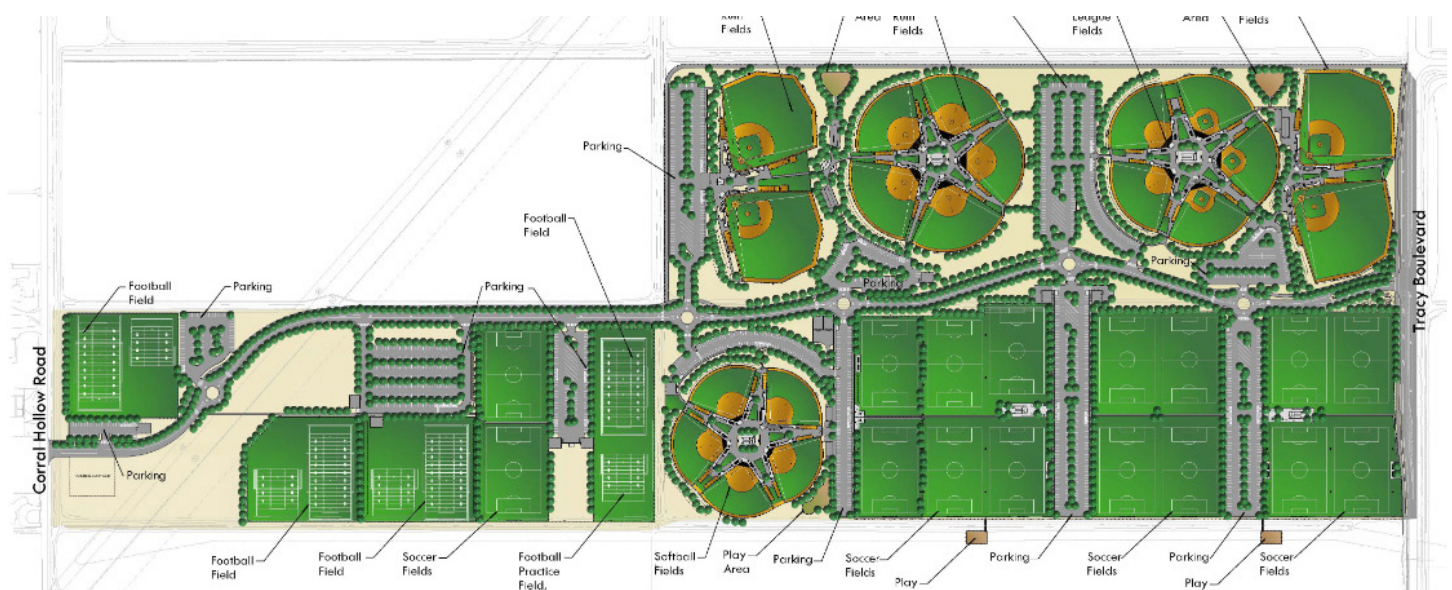 Fields
Area
Fields
League
Fields
Area
Fields
Parking
Football
Field
Football
Field
Parking
Parking
Parking
Parking
Corral Hollow Road
Tracy Boulevard
Parking
Football
Field
Football
Field
Soccer
Fields
Football
Practice
Field,
Softball
Fields
Play
Area
Parking
Soccer
Fields
Play
Parking
Soccer
Fields
Parking
Play
Soccer
Fields